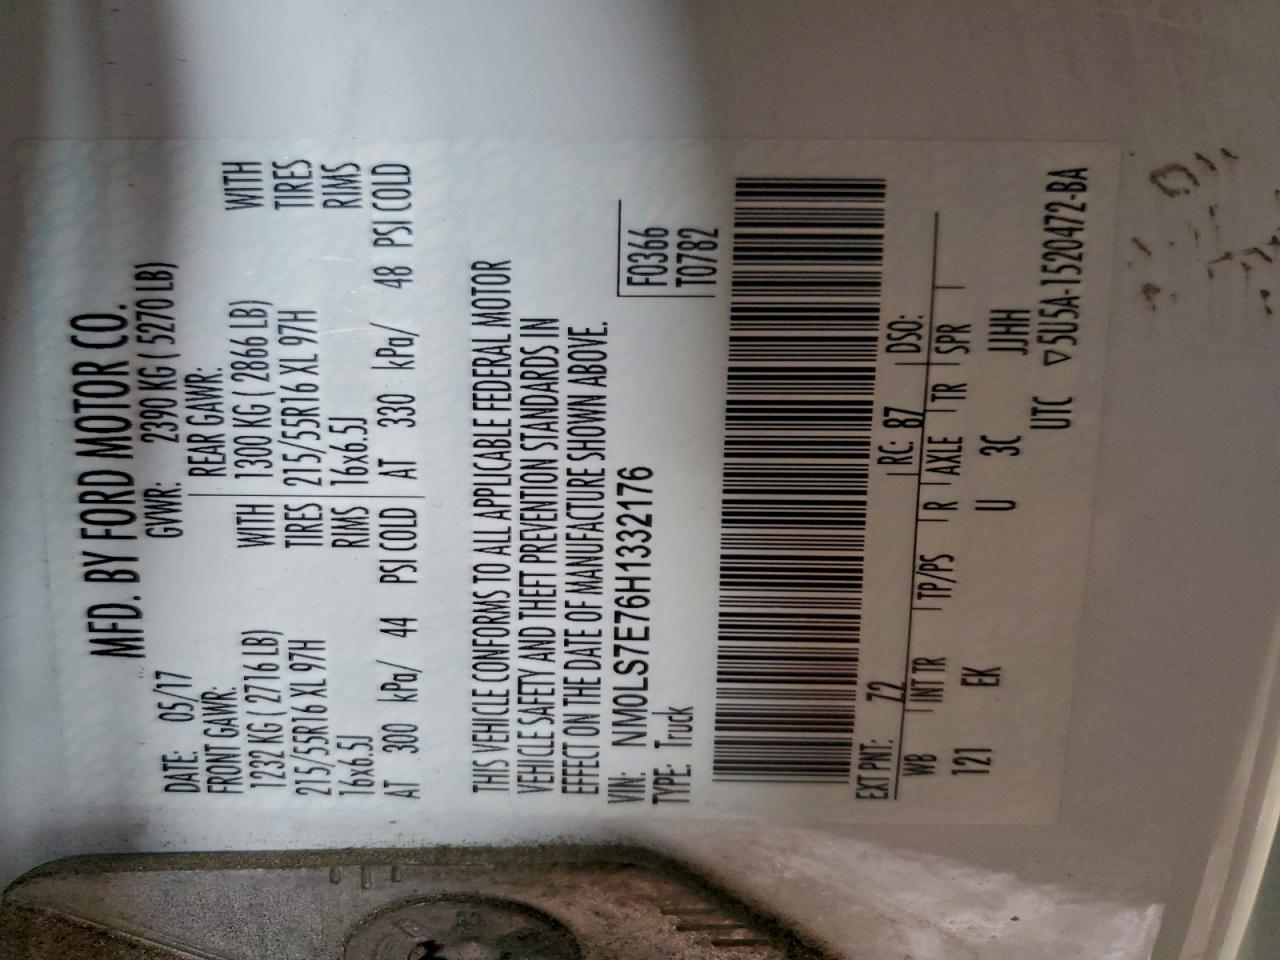 MFD. BY FORD MOTOR CO.
DATE: 05/17 GVWR: 2390 KG ( 5270 LB)
FRONT GAWR: REAR GAWR:
1232 KG ( 2716 LB) WITH 1300 KG ( 2866 LB) WITH
215/55R16 XL 97H TIRES 215/55R16 XL 97H TIRES
16x6.5J RIMS 16x6.5J RIMS
AT 300 kPa/ 44 PSI COLD AT 330 kPa/ 48 PSI COLD
THIS VEHICLE CONFORMS TO ALL APPLICABLE FEDERAL MOTOR
VEHICLE SAFETY AND THEFT PREVENTION STANDARDS IN
EFFECT ON THE DATE OF MANUFACTURE SHOWN ABOVE.
VIN: NM0LS7E76H1332176
F0366
TYPE: Truck
T0782
EXT PNT: Z2 RC: 87 DSO:
WB INT TR TP/PS R AXLE TR SPR
121 EK U 3C JJHH
UTC ▽5U5A-1520472-BA